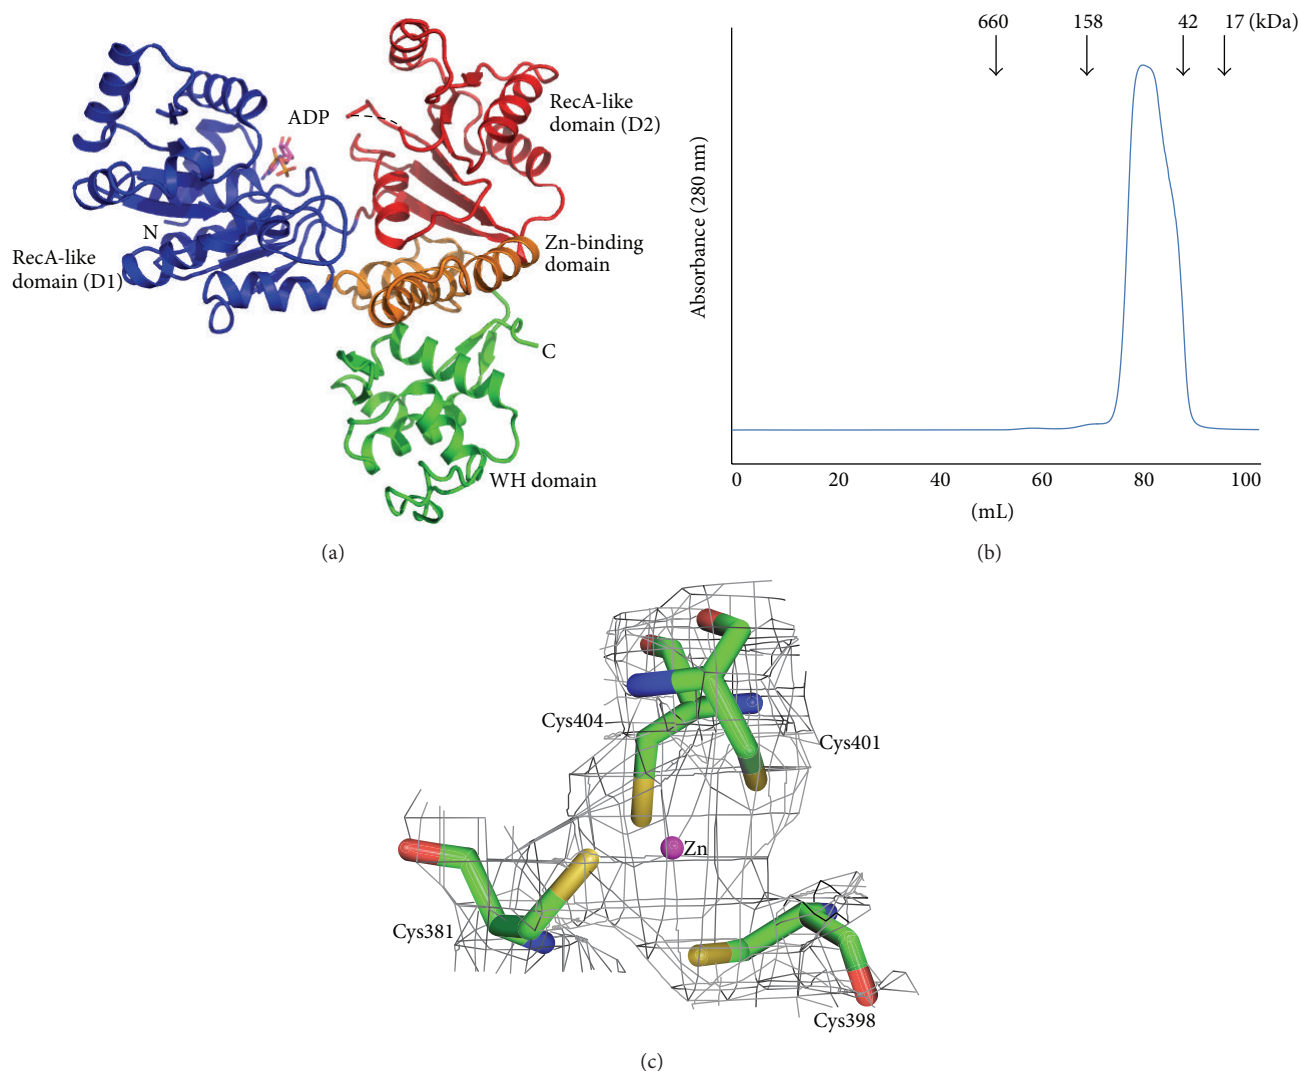 ADP
RecA-like
domain (D2)
N
RecA-like
domain (D1)
Zn-binding
domain
C
WH domain
(a)
660 158 42 17 (kDa)
Absorbance (280 nm)
0 20 40 60 80 100
(mL)
(b)
Cys404
Cys401
Zn
Cys381
Cys398
(c)